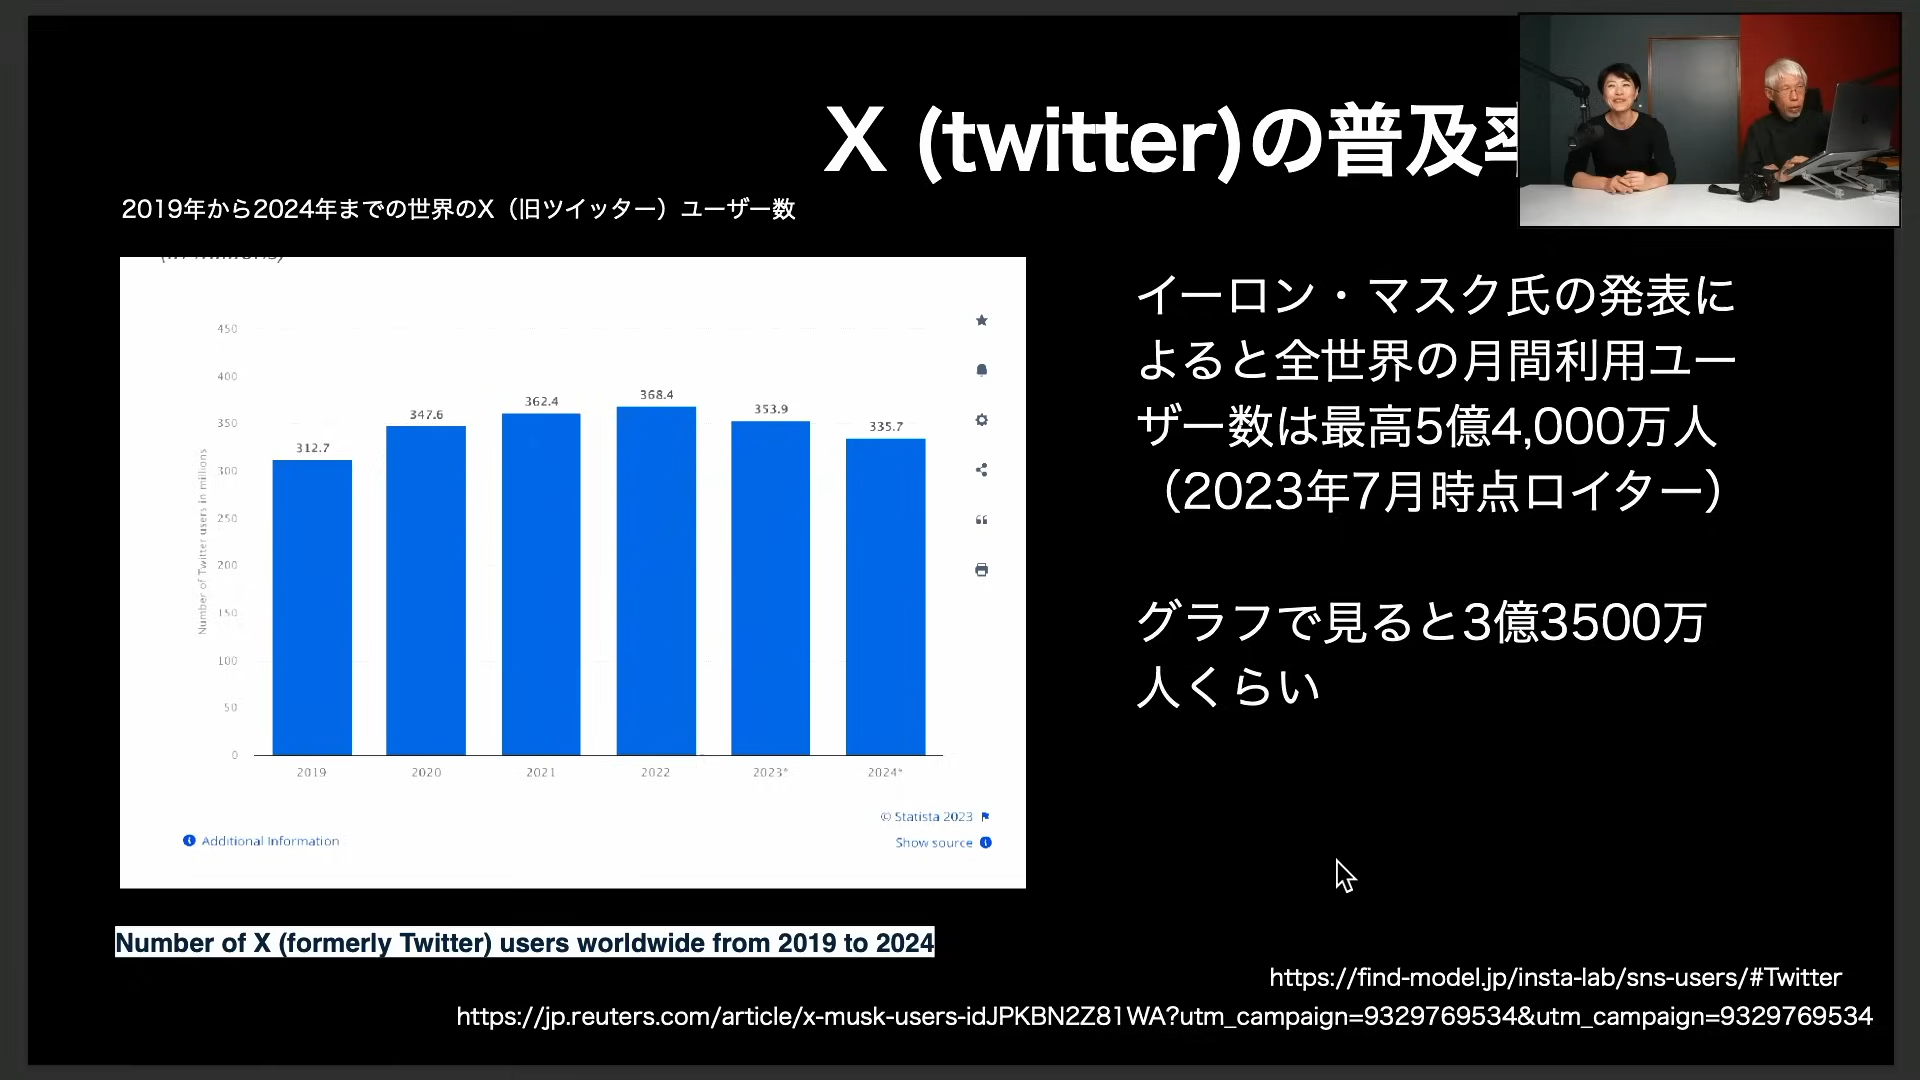 X (twitter)の普及率
2019年から2024年までの世界のX（旧ツイッター）ユーザー数
イーロン・マスク氏の発表に
よると全世界の月間利用ユー
ザー数は最高5億4,000万人
（2023年7月時点ロイター）
グラフで見ると3億3500万
人くらい
Number of Twitter users in millions
450
400
350
300
250
200
150
100
50
0
312.7
347.6
362.4
368.4
353.9
335.7
2019
2020
2021
2022
2023*
2024*
© Statista 2023
Additional Information
Show source
Number of X (formerly Twitter) users worldwide from 2019 to 2024
https://find-model.jp/insta-lab/sns-users/#Twitter
https://jp.reuters.com/article/x-musk-users-idJPKBN2Z81WA?utm_campaign=9329769534&utm_campaign=9329769534